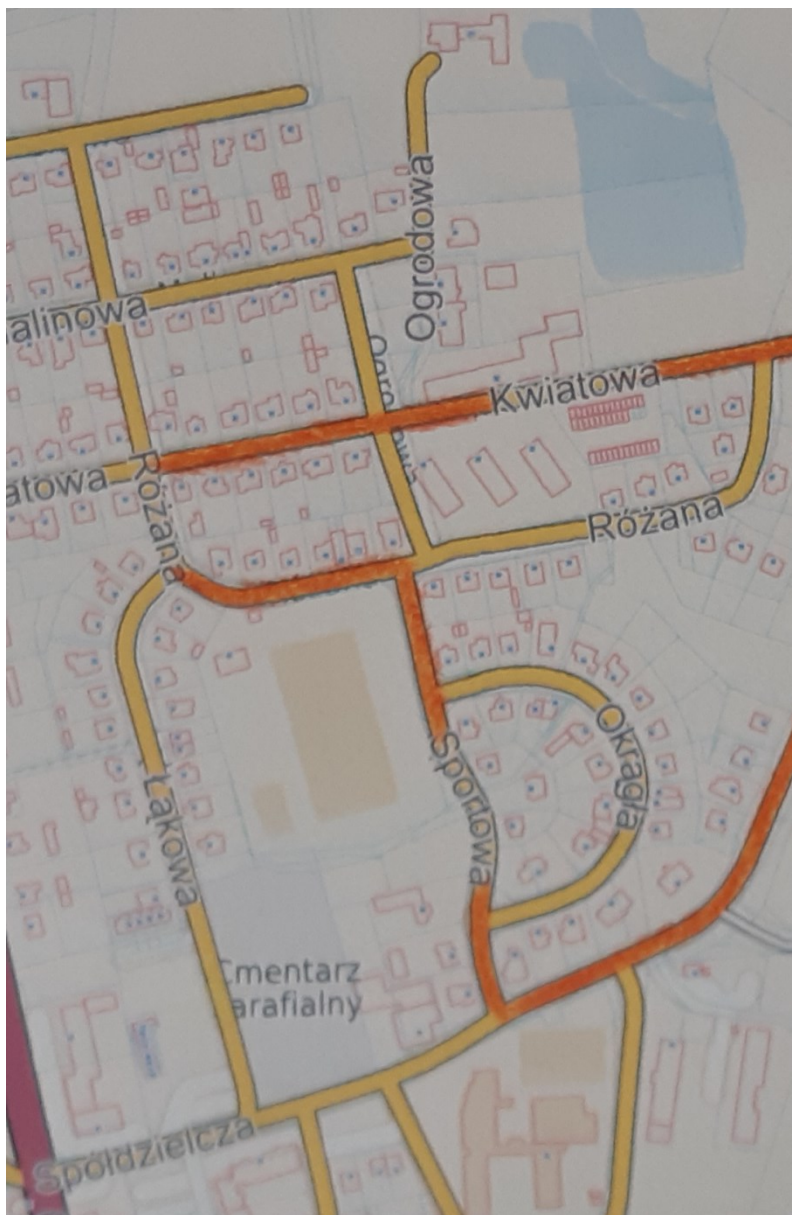 Ogrodowa
alinowa
Kwiatowa
atowa
Różana
Różana
Okrągła
Sportowa
Łąkowa
Cmentarz
arafialny
Spółdzielcza